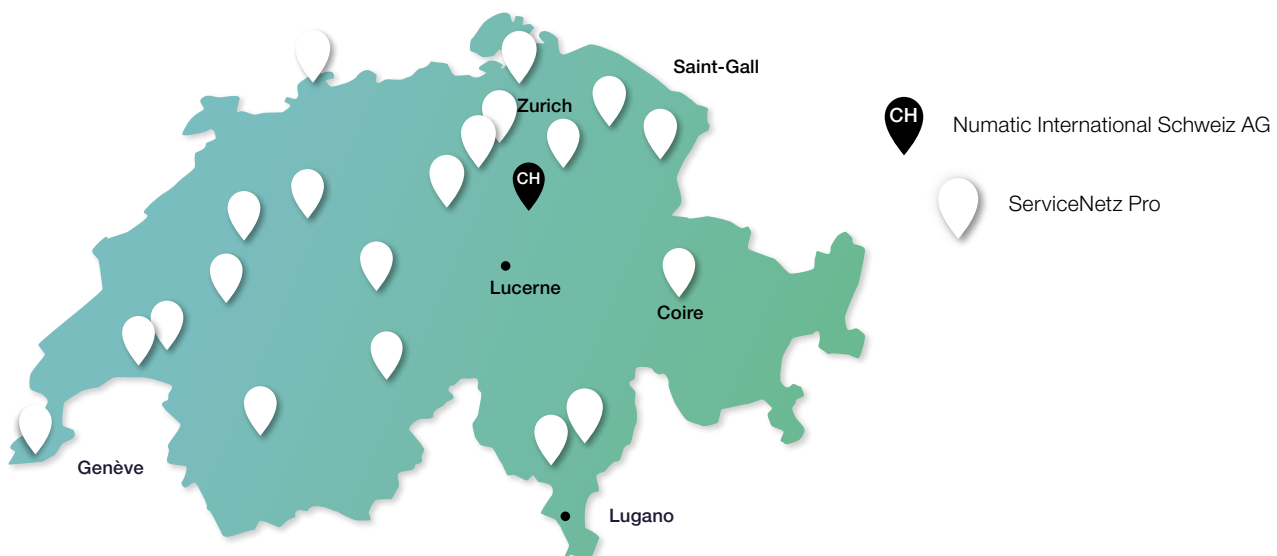 Saint-Gall
Zurich
CH
Numatic International Schweiz AG
CH
ServiceNetz Pro
Lucerne
Coire
Genève
Lugano